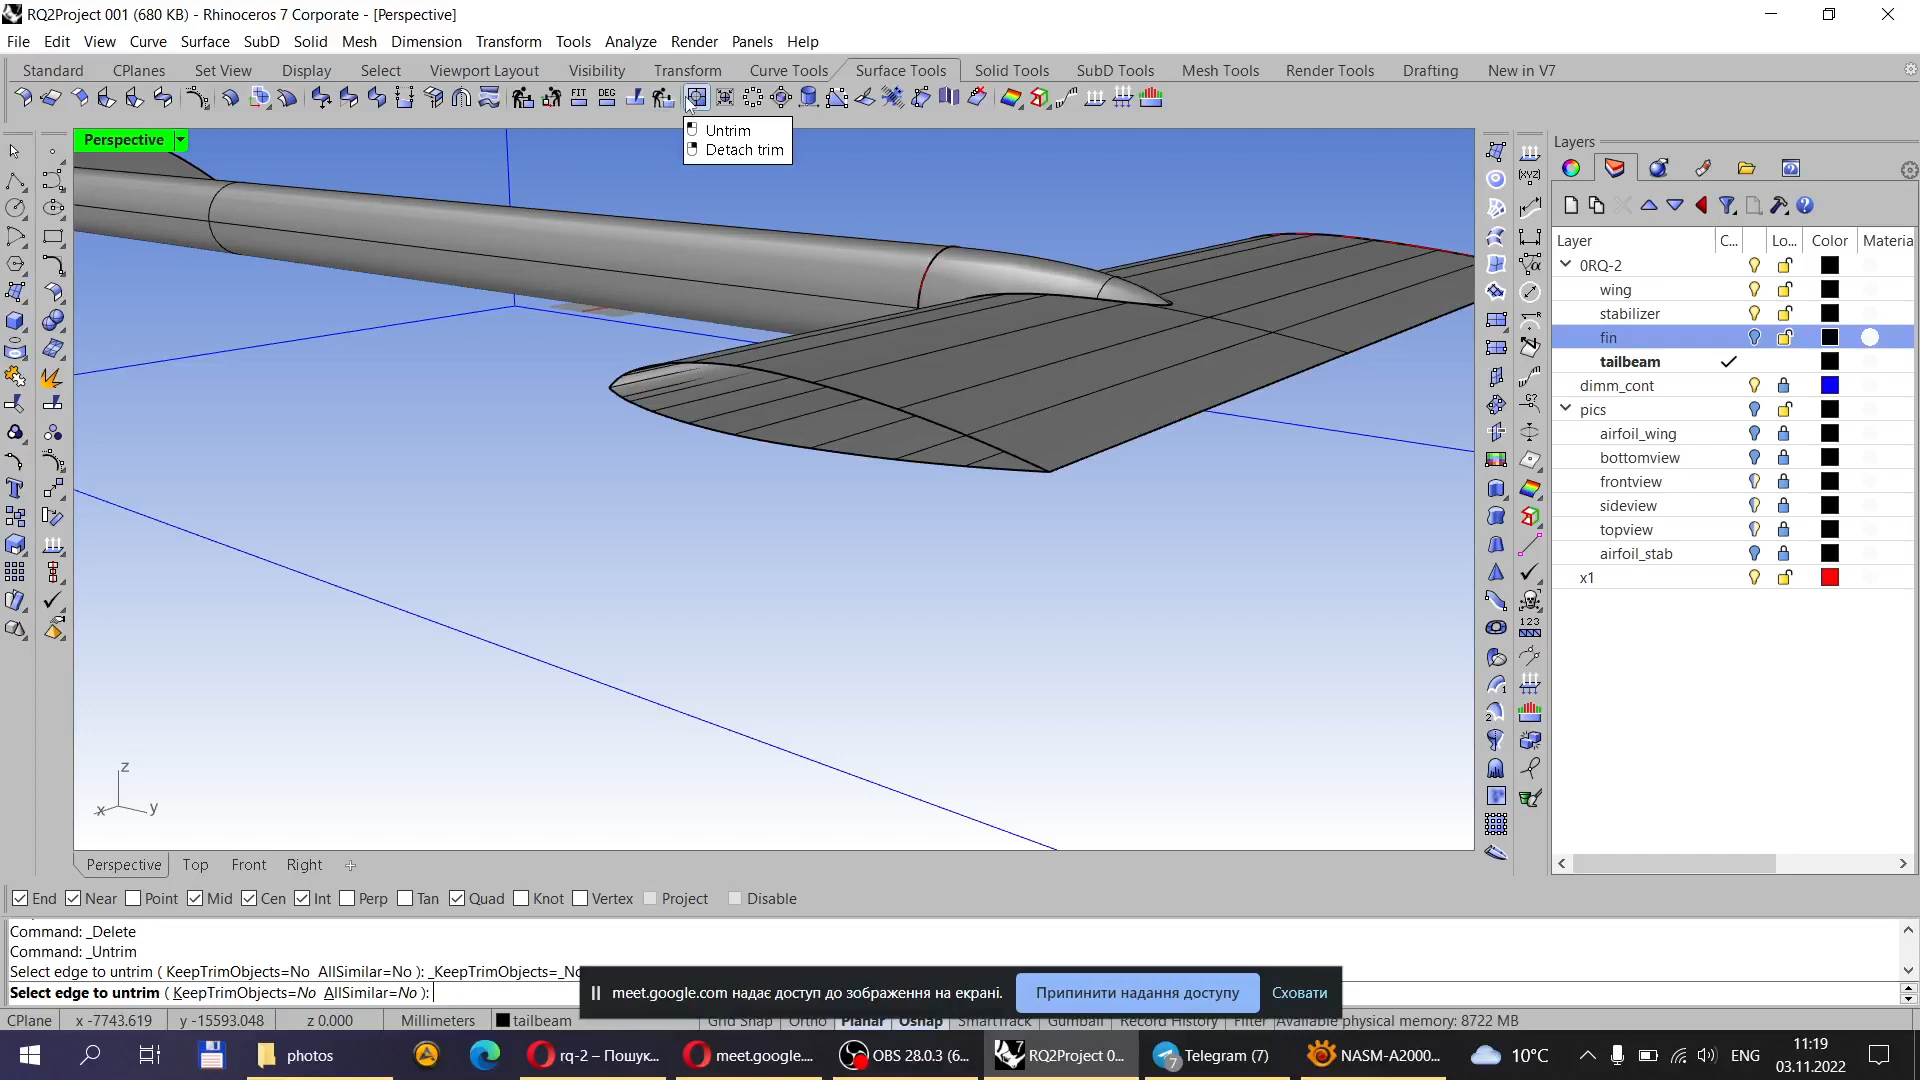 RQ2Project 001 (680 KB) - Rhinoceros 7 Corporate - [Perspective]
File Edit View Curve Surface SubD Solid Mesh Dimension Transform Tools Analyze Render Panels Help
Standard CPlanes Set View Display Select Viewport Layout Visibility Transform Curve Tools Surface Tools Solid Tools SubD Tools Mesh Tools Render Tools Drafting New in V7
FIT DEG
Perspective
Untrim
Detach trim
Layers
Layer C... Lo... Color Materia
0RQ-2
wing
stabilizer
fin
tailbeam
dimm_cont
pics
airfoil_wing
bottomview
frontview
sideview
topview
airfoil_stab
x1
z
x y
Perspective Top Front Right
End Near Point Mid Cen Int Perp Tan Quad Knot Vertex Project Disable
Command: _Delete
Command: _Untrim
Select edge to untrim ( KeepTrimObjects=No AllSimilar=No ): _KeepTrimObjects=_No
Select edge to untrim ( KeepTrimObjects=No AllSimilar=No ):
meet.google.com надає доступ до зображення на екрані. Припинити надання доступу Сховати
CPlane x -7743.619 y -15593.048 z 0.000 Millimeters tailbeam Grid Snap Ortho Planar Osnap SmartTrack Gumball Record History Filter Available physical memory: 8722 MB
photos rq-2 – Пошук... meet.google.... OBS 28.0.3 (6... RQ2Project 0... Telegram (7) NASM-A2000... 10°C ENG 11:19
03.11.2022